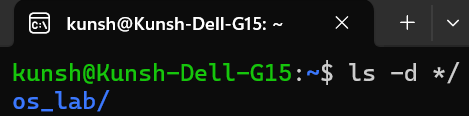 kunsh@Kunsh-Dell-G15: ~
kunsh@Kunsh-Dell-G15:~$ ls -d */
os_lab/